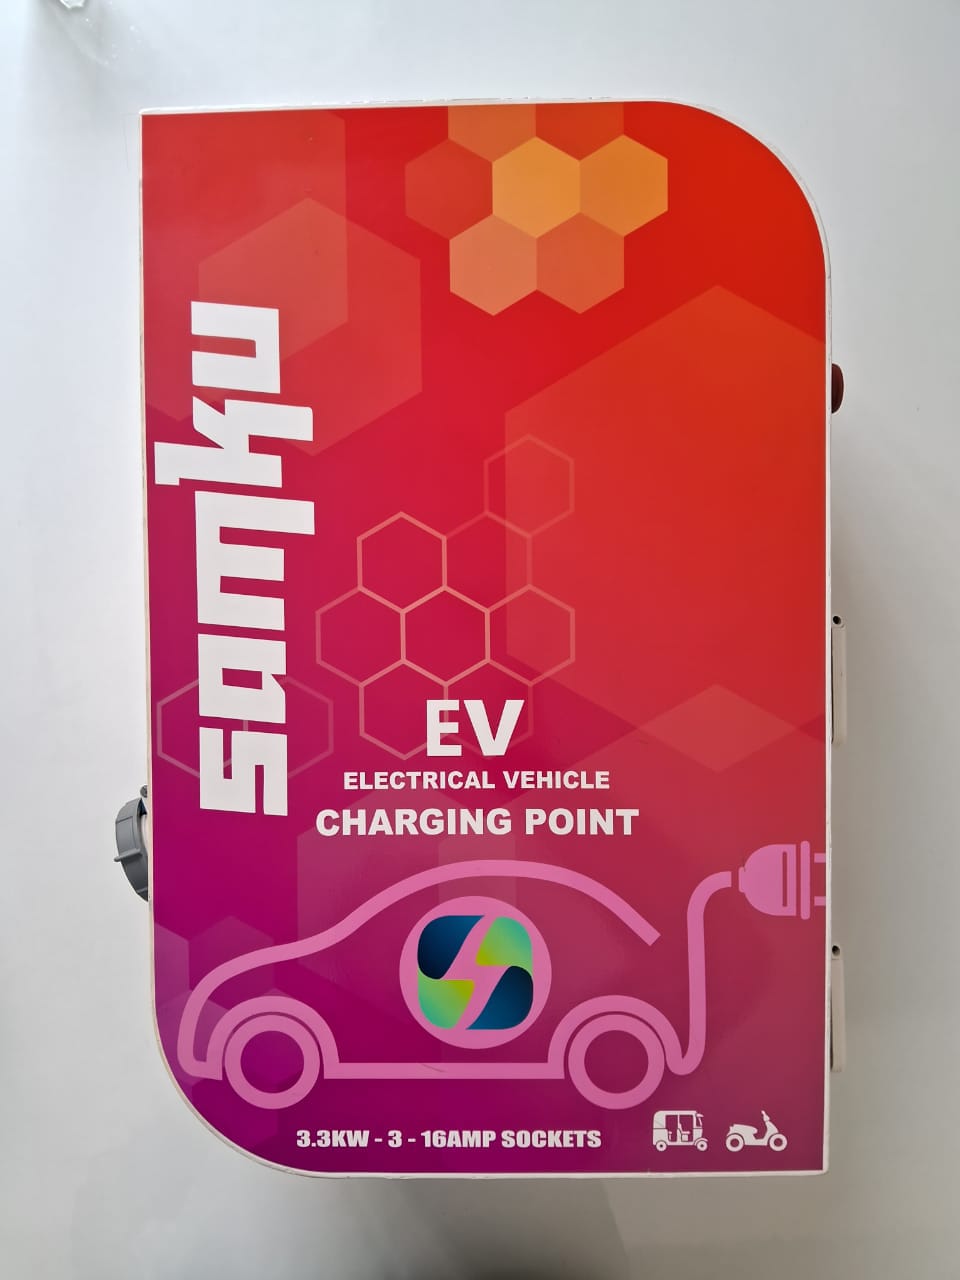 samku
EV
ELECTRICAL VEHICLE
CHARGING POINT
3.3KW - 3 - 16AMP SOCKETS